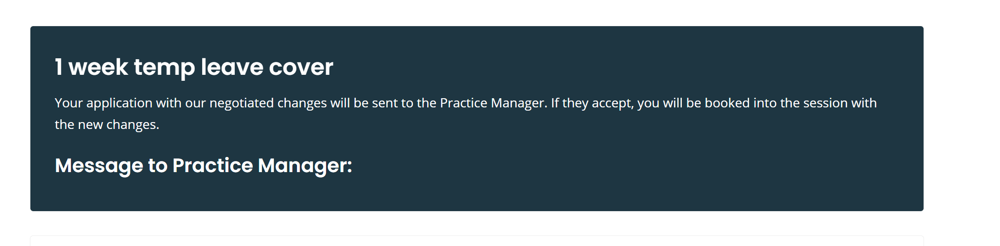 1 week temp leave cover
Your application with our negotiated changes will be sent to the Practice Manager. If they accept, you will be booked into the session with
the new changes.
Message to Practice Manager: